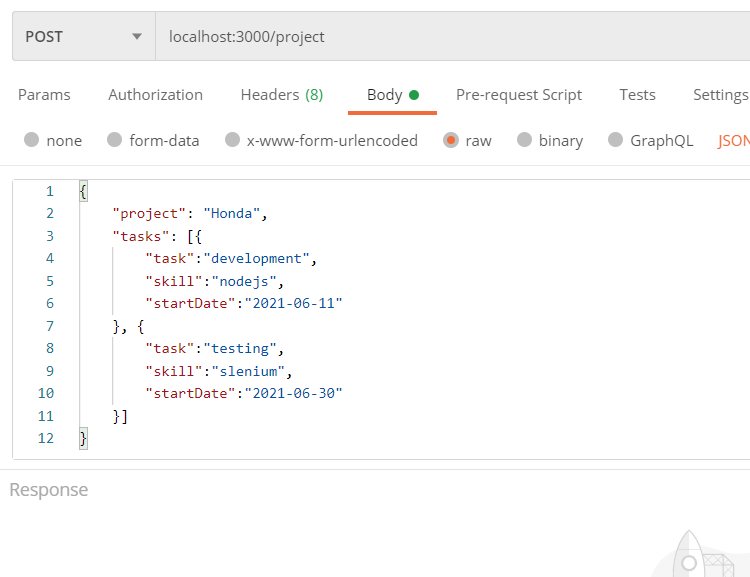 POST localhost:3000/project
Params Authorization Headers (8) Body Pre-request Script Tests Settings
none form-data x-www-form-urlencoded raw binary GraphQL JSON
1 {
2 "project": "Honda",
3 "tasks": [{
4 "task":"development",
5 "skill":"nodejs",
6 "startDate":"2021-06-11"
7 }, {
8 "task":"testing",
9 "skill":"slenium",
10 "startDate":"2021-06-30"
11 }]
12 }
Response